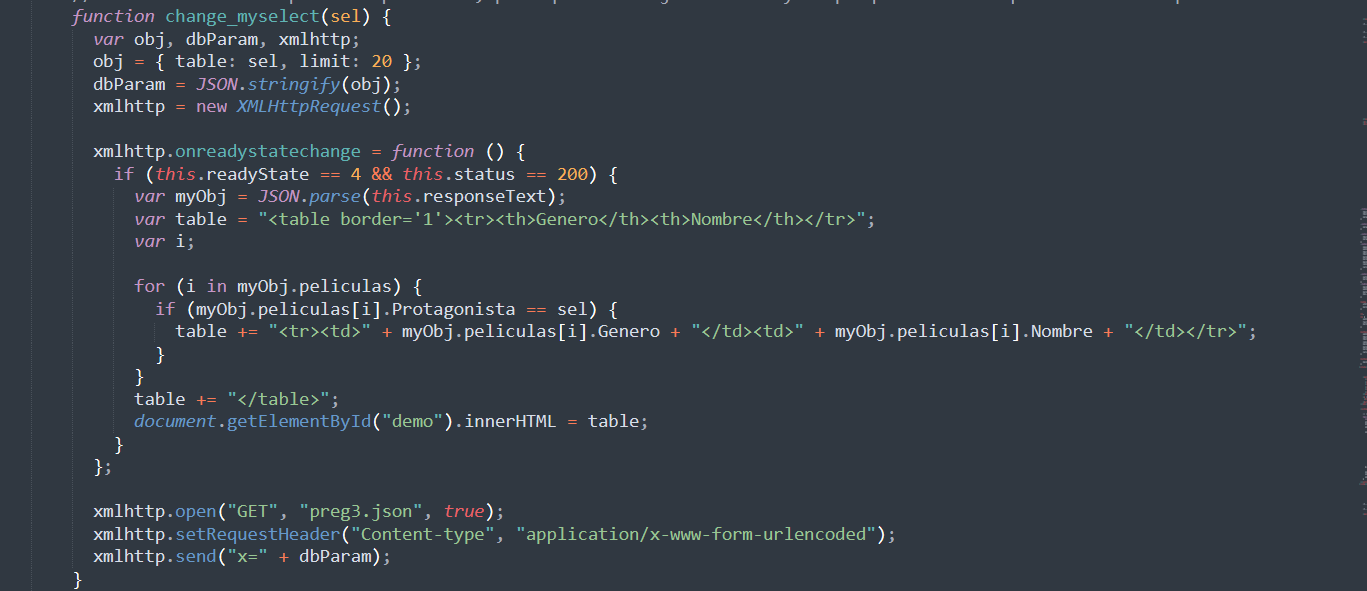 function change_myselect(sel) {
var obj, dbParam, xmlhttp;
obj = { table: sel, limit: 20 };
dbParam = JSON.stringify(obj);
xmlhttp = new XMLHttpRequest();
xmlhttp.onreadystatechange = function () {
if (this.readyState == 4 && this.status == 200) {
var myObj = JSON.parse(this.responseText);
var table = "<table border='1'><tr><th>Genero</th><th>Nombre</th></tr>";
var i;
for (i in myObj.peliculas) {
if (myObj.peliculas[i].Protagonista == sel) {
table += "<tr><td>" + myObj.peliculas[i].Genero + "</td><td>" + myObj.peliculas[i].Nombre + "</td></tr>";
}
}
table += "</table>";
document.getElementById("demo").innerHTML = table;
}
};
xmlhttp.open("GET", "preg3.json", true);
xmlhttp.setRequestHeader("Content-type", "application/x-www-form-urlencoded");
xmlhttp.send("x=" + dbParam);
}